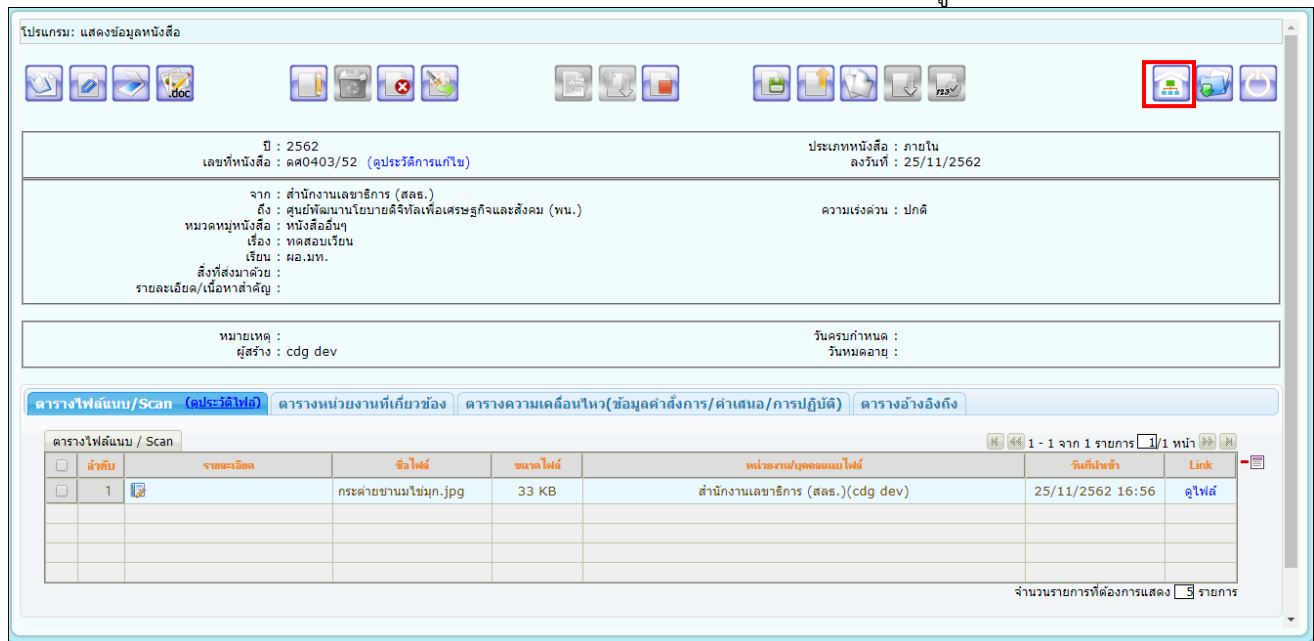 โปรแกรม: แสดงข้อมูลหนังสือ
.doc
123
ปี : 2562
ประเภทหนังสือ : ภายใน
เลขที่หนังสือ : ดศ0403/52 (ดูประวัติการแก้ไข)
ลงวันที่ : 25/11/2562
จาก : สำนักงานเลขาธิการ (สลธ.)
ถึง : ศูนย์พัฒนานโยบายดิจิทัลเพื่อเศรษฐกิจและสังคม (พน.)
ความเร่งด่วน : ปกติ
หมวดหมู่หนังสือ : หนังสืออื่นๆ
เรื่อง : ทดสอบเวียน
เรียน : ผอ.มท.
สิ่งที่ส่งมาด้วย :
รายละเอียด/เนื้อหาสำคัญ :
หมายเหตุ :
วันครบกำหนด :
ผู้สร้าง : cdg dev
วันหมดอายุ :
ตารางไฟล์แนบ/Scan (ดูประวัติไฟล์) ตารางหน่วยงานที่เกี่ยวข้อง ตารางความเคลื่อนไหว(ข้อมูลคำสั่งการ/คำเสนอ/การปฏิบัติ) ตารางอ้างอิงถึง
ตารางไฟล์แนบ / Scan
1 - 1 จาก 1 รายการ 1/1 หน้า
ลำดับ รายละเอียด ชื่อไฟล์ ขนาดไฟล์ หน่วยงาน/บุคคลแนบไฟล์ วันที่นำเข้า Link
1 กระต่ายชานมไข่มุก.jpg 33 KB สำนักงานเลขาธิการ (สลธ.)(cdg dev) 25/11/2562 16:56 ดูไฟล์
จำนวนรายการที่ต้องการแสดง 5 รายการ